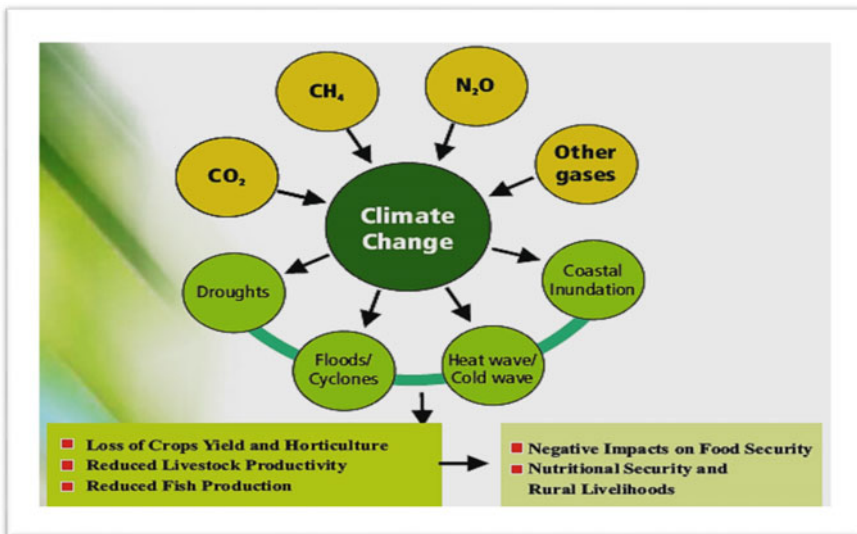 CH₄
N₂O
CO₂
Other
gases
Climate
Change
Droughts
Coastal
Inundation
Floods/
Cyclones
Heat wave/
Cold wave
Loss of Crops Yield and Horticulture
Reduced Livestock Productivity
Reduced Fish Production
Negative Impacts on Food Security
Nutritional Security and
Rural Livelihoods